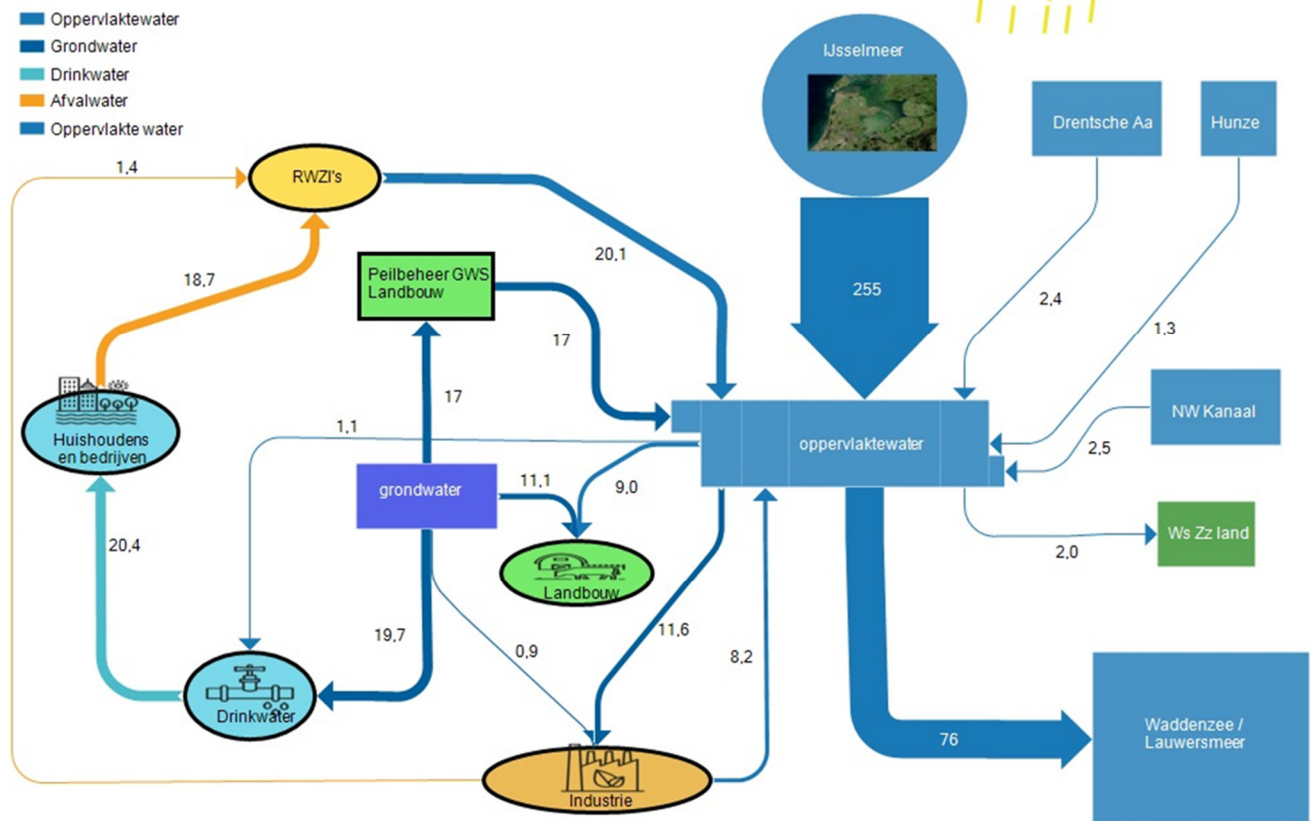 Oppervlaktewater
Grondwater
Drinkwater
Afvalwater
Oppervlakte water
IJsselmeer
Drentsche Aa
Hunze
1,4
RWZI's
18,7
20,1
Peilbeheer GWS
Landbouw
255
2,4
1,3
17
17
NW Kanaal
Huishoudens
en bedrijven
1,1
oppervlaktewater
2,5
grondwater
11,1
9,0
20,4
Ws Zz land
2,0
Landbouw
19,7
0,9
11,6
8,2
Drinkwater
76
Waddenzee /
Lauwersmeer
Industrie